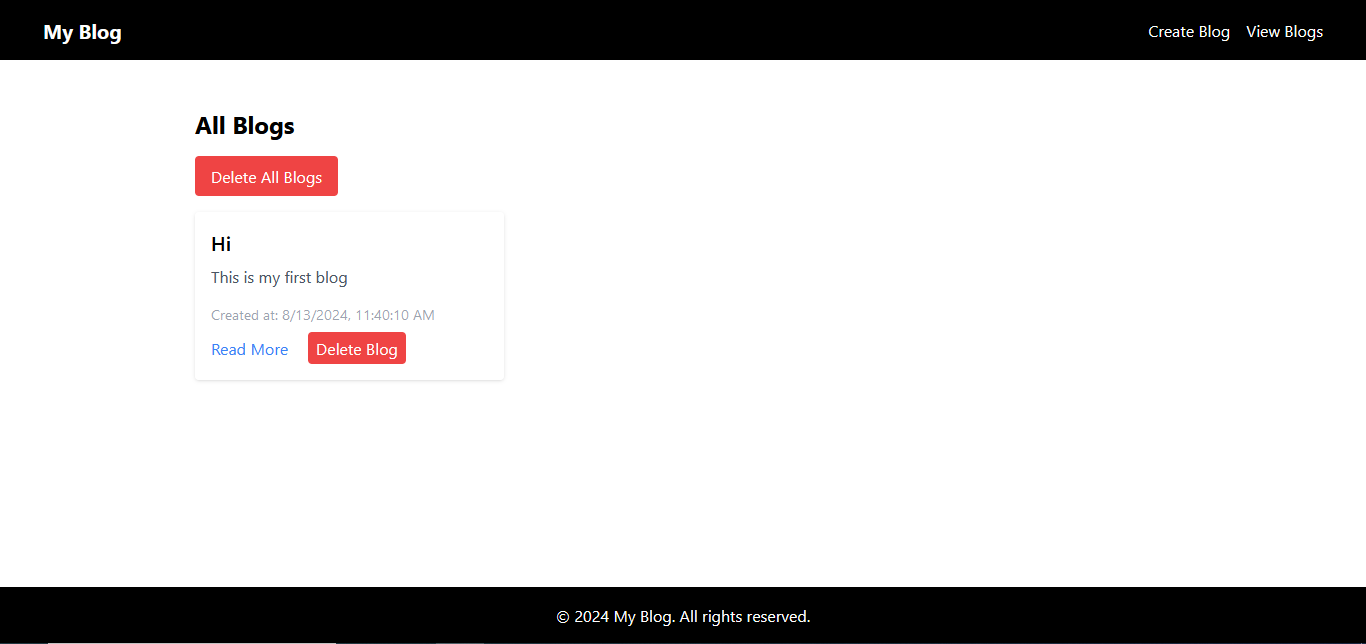 My Blog
Create Blog View Blogs
All Blogs
Delete All Blogs
Hi
This is my first blog
Created at: 8/13/2024, 11:40:10 AM
Read More Delete Blog
© 2024 My Blog. All rights reserved.